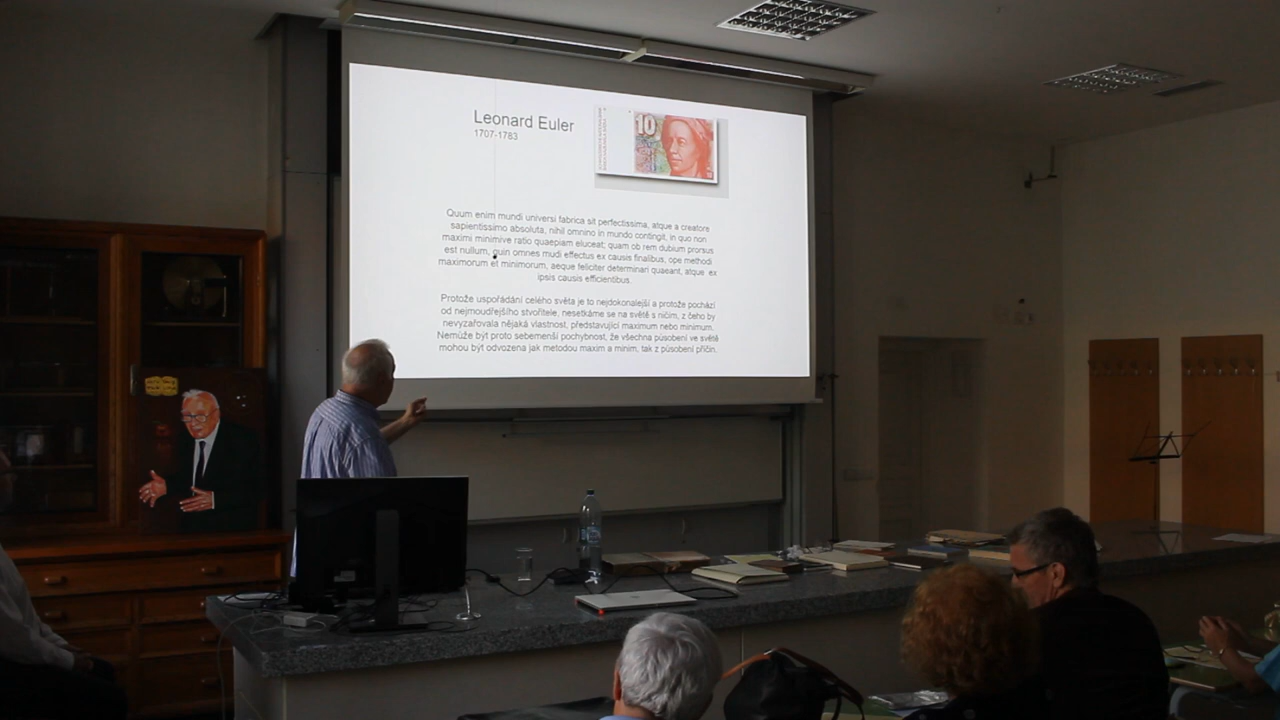 Leonard Euler
1707-1783
10
Quum enim mundi universi fabrica sit perfectissima, atque a creatore
sapientissimo absoluta, nihil omnino in mundo contingit, in quo non
maximi minimive ratio quaepiam eluceat; quam ob rem dubium prorsus
est nullum, quin omnes mudi effectus ex causis finalibus, ope methodi
maximorum et minimorum, aeque feliciter determinari quaeant, atque ex
ipsis causis efficientibus.
Protože uspořádání celého světa je to nejdokonalejší a protože pochází
od nejmoudřejšího stvořitele, nesetkáme se na světě s ničím, z čeho by
nevyzařovala nějaká vlastnost, představující maximum nebo minimum.
Nemůže být proto sebemenší pochybnost, že všechna působení ve světě
mohou být odvozena jak metodou maxim a minim, tak z působení příčin.